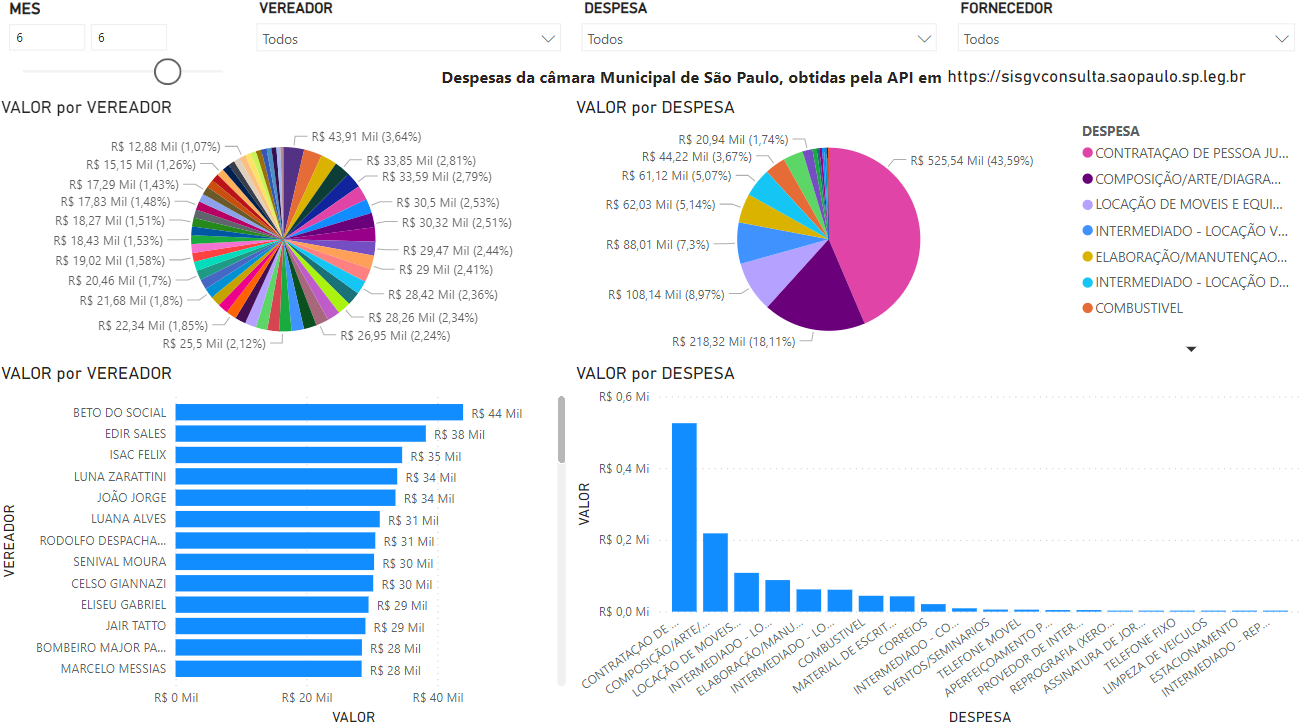 MES
6
6
VEREADOR
Todos
DESPESA
Todos
FORNECEDOR
Todos
Despesas da câmara Municipal de São Paulo, obtidas pela API em https://sisgvconsulta.saopaulo.sp.leg.br
VALOR por VEREADOR
R$ 43,91 Mil (3,64%)
R$ 33,85 Mil (2,81%)
R$ 33,59 Mil (2,79%)
R$ 30,5 Mil (2,53%)
R$ 30,32 Mil (2,51%)
R$ 29,47 Mil (2,44%)
R$ 29 Mil (2,41%)
R$ 28,42 Mil (2,36%)
R$ 28,26 Mil (2,34%)
R$ 26,95 Mil (2,24%)
R$ 25,5 Mil (2,12%)
R$ 22,34 Mil (1,85%)
R$ 21,68 Mil (1,8%)
R$ 20,46 Mil (1,7%)
R$ 19,02 Mil (1,58%)
R$ 18,43 Mil (1,53%)
R$ 18,27 Mil (1,51%)
R$ 17,83 Mil (1,48%)
R$ 17,29 Mil (1,43%)
R$ 15,15 Mil (1,26%)
R$ 12,88 Mil (1,07%)
VALOR por DESPESA
R$ 525,54 Mil (43,59%)
R$ 218,32 Mil (18,11%)
R$ 108,14 Mil (8,97%)
R$ 88,01 Mil (7,3%)
R$ 62,03 Mil (5,14%)
R$ 61,12 Mil (5,07%)
R$ 44,22 Mil (3,67%)
R$ 20,94 Mil (1,74%)
DESPESA
CONTRATAÇAO DE PESSOA JU...
COMPOSIÇÃO/ARTE/DIAGRA...
LOCAÇÃO DE MOVEIS E EQUI...
INTERMEDIADO - LOCAÇÃO V...
ELABORAÇÃO/MANUTENÇAO...
INTERMEDIADO - LOCAÇÃO D...
COMBUSTIVEL
VALOR por VEREADOR
VEREADOR
BETO DO SOCIAL R$ 44 Mil
EDIR SALES R$ 38 Mil
ISAC FELIX R$ 35 Mil
LUNA ZARATTINI R$ 34 Mil
JOÃO JORGE R$ 34 Mil
LUANA ALVES R$ 31 Mil
RODOLFO DESPACHA... R$ 31 Mil
SENIVAL MOURA R$ 30 Mil
CELSO GIANNAZI R$ 30 Mil
ELISEU GABRIEL R$ 29 Mil
JAIR TATTO R$ 29 Mil
BOMBEIRO MAJOR PA... R$ 28 Mil
MARCELO MESSIAS R$ 28 Mil
R$ 0 Mil R$ 20 Mil R$ 40 Mil
VALOR
VALOR por DESPESA
VALOR
R$ 0,6 Mi
R$ 0,4 Mi
R$ 0,2 Mi
R$ 0,0 Mi
CONTRATAÇAO DE ...
COMPOSIÇÃO/ARTE/...
LOCAÇÃO DE MOVEIS...
INTERMEDIADO - LO...
ELABORAÇÃO/MANU...
INTERMEDIADO - LO...
COMBUSTIVEL
MATERIAL DE ESCRIT...
CORREIOS
INTERMEDIADO - CO...
EVENTOS/SEMINARIOS
TELEFONE MOVEL
APERFEIÇOAMENTO P...
PROVEDOR DE INTER...
REPROGRAFIA (XERO...
ASSINATURA DE JOR...
TELEFONE FIXO
LIMPEZA DE VEICULOS
ESTACIONAMENTO
INTERMEDIADO - REP...
DESPESA